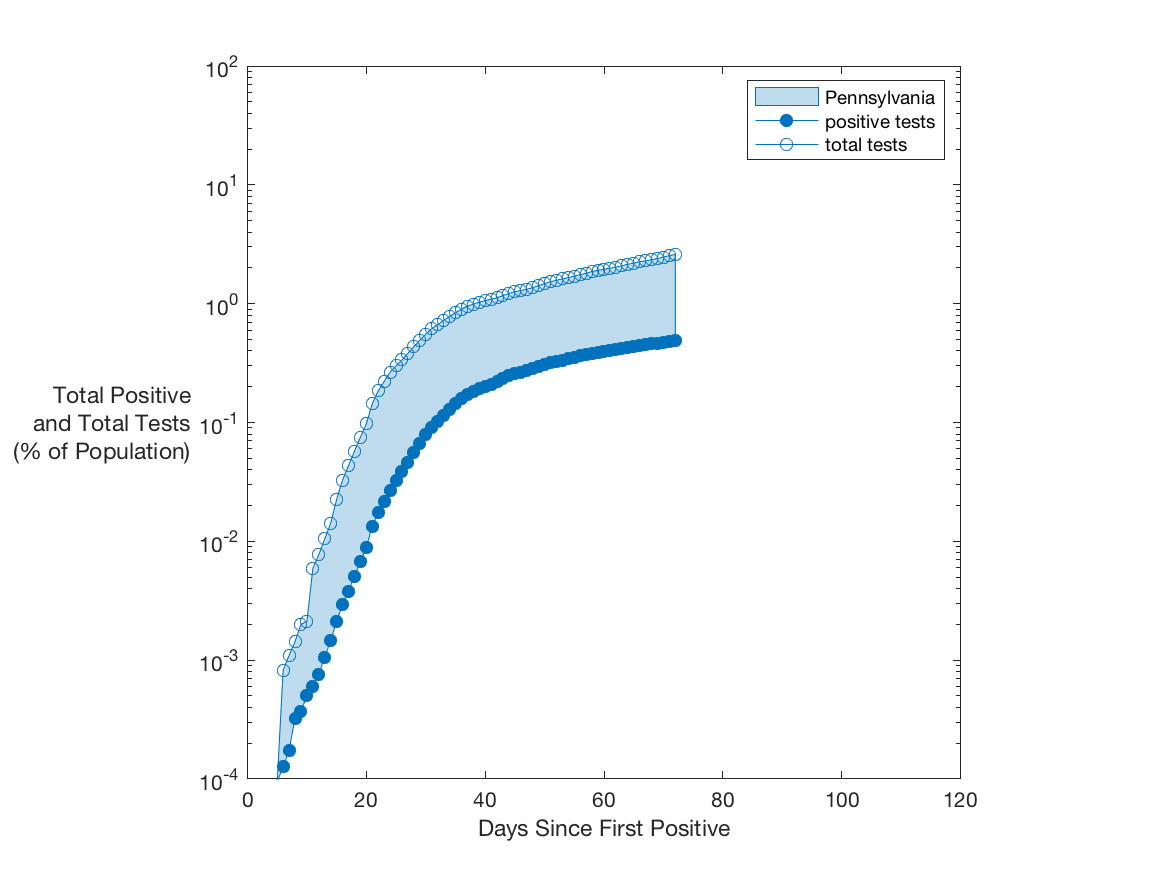 10^2
10^1
10^0
10^-1
10^-2
10^-3
10^-4
Total Positive
and Total Tests
(% of Population)
Pennsylvania
positive tests
total tests
0 20 40 60 80 100 120
Days Since First Positive